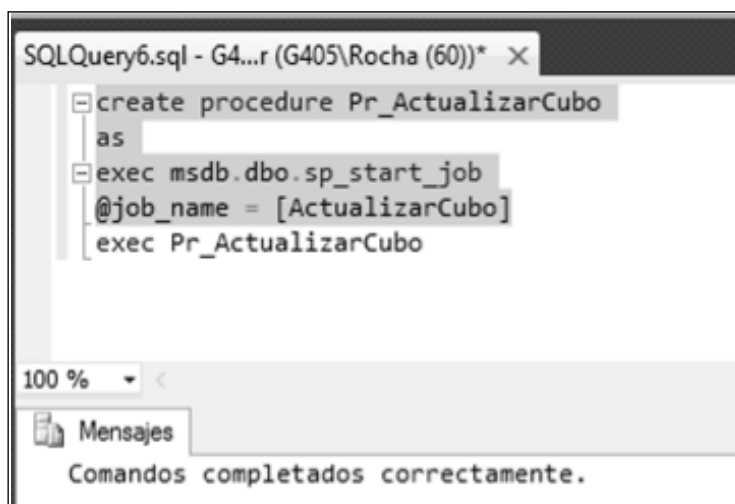 SQLQuery6.sql - G4...r (G405\Rocha (60))* ×
create procedure Pr_ActualizarCubo
as
exec msdb.dbo.sp_start_job
@job_name = [ActualizarCubo]
exec Pr_ActualizarCubo
100 %
Mensajes
Comandos completados correctamente.